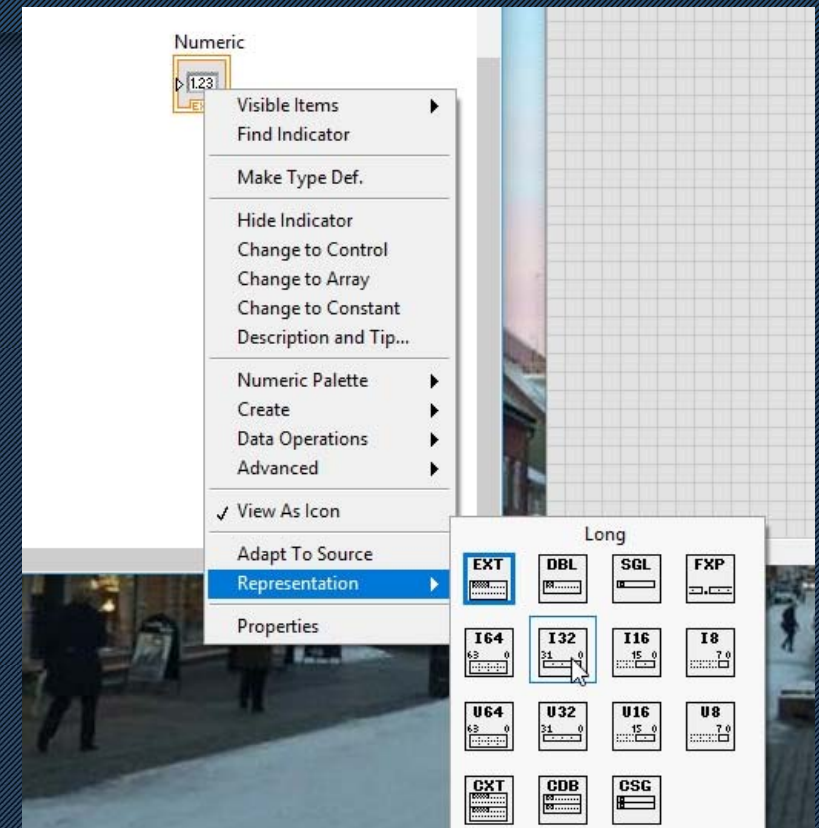 Numeric
1.23
Visible Items
Find Indicator
Make Type Def.
Hide Indicator
Change to Control
Change to Array
Change to Constant
Description and Tip...
Numeric Palette
Create
Data Operations
Advanced
View As Icon
Adapt To Source
Representation
Properties
Long
EXT DBL SGL FXP
I64 I32 I16 I8
63 0 31 0 15 0 7 0
U64 U32 U16 U8
63 0 31 0 15 0 7 0
CXT CDB CSG